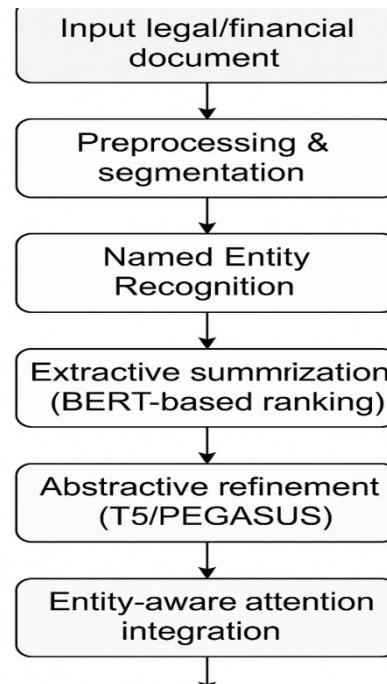 Input legal/financial
document
Preprocessing &
segmentation
Named Entity
Recognition
Extractive summrization
(BERT-based ranking)
Abstractive refinement
(T5/PEGASUS)
Entity-aware attention
integration